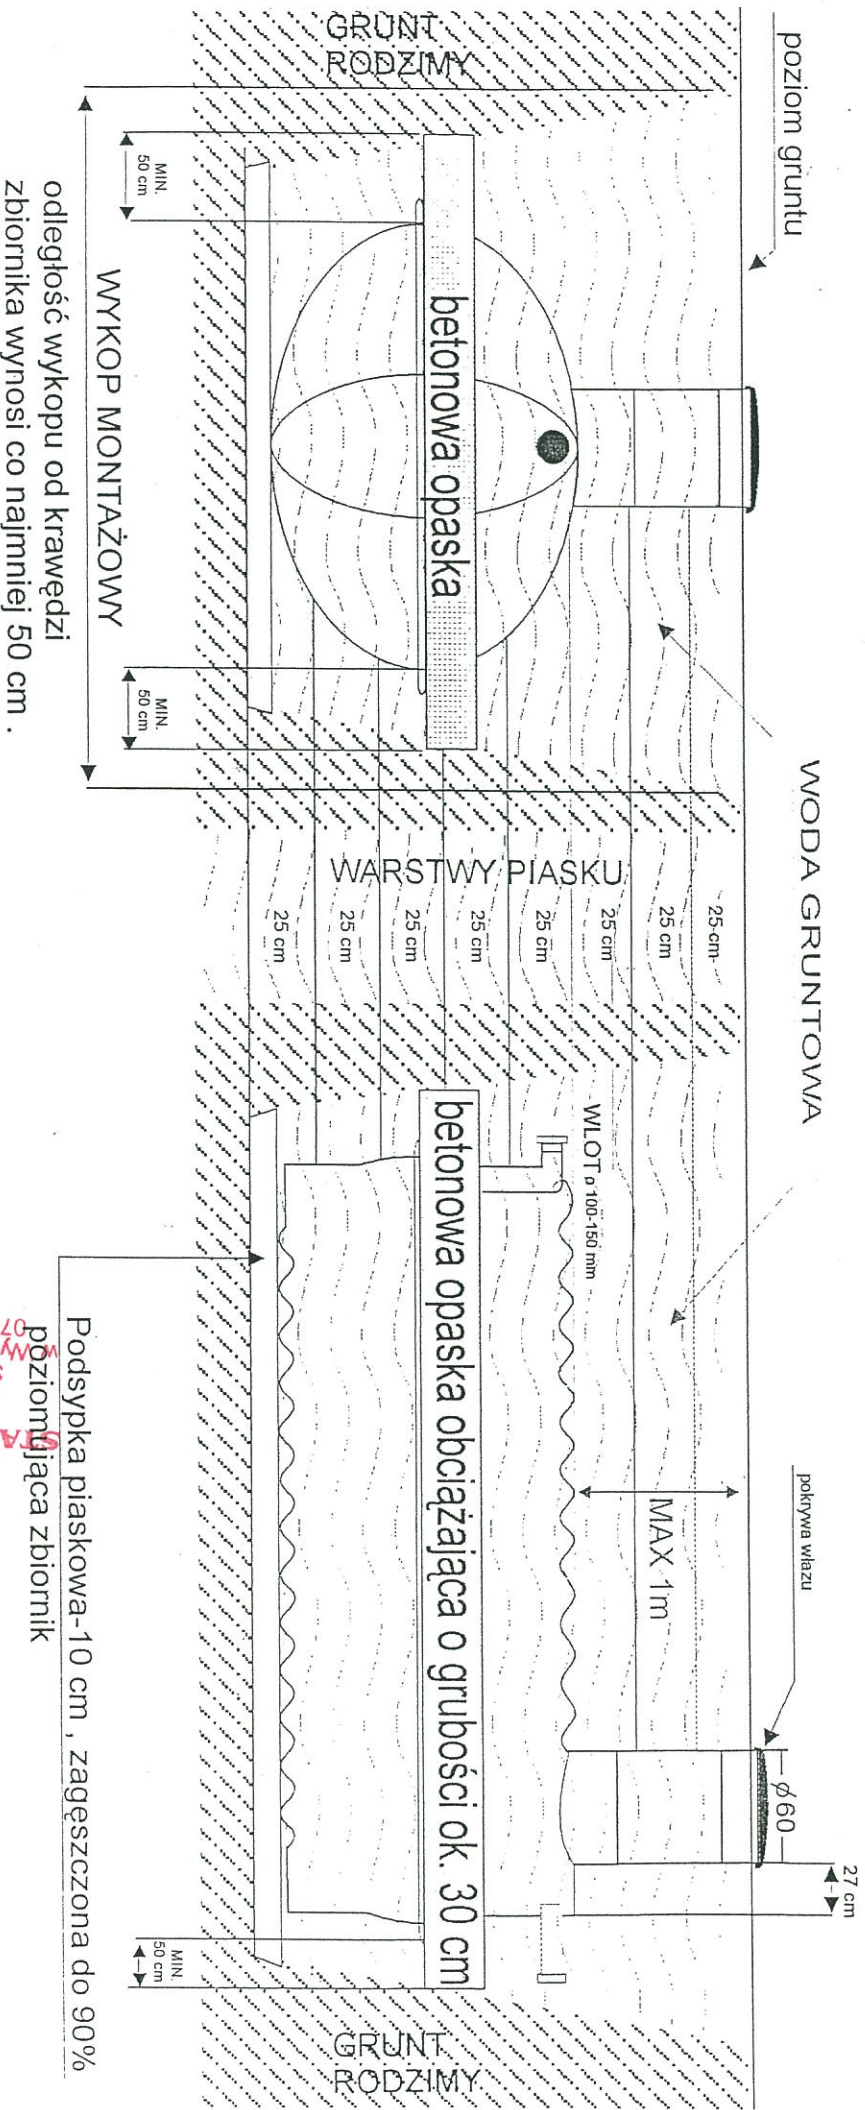 poziom gruntu
WODA GRUNTOWA
pokrywa włazu
⌀60
27 cm
GRUNT
RODZIMY
MAX 1m
WLOT ø100-150 mm
25 cm
25 cm
25 cm
25 cm
25 cm
25 cm
25 cm
25 cm
WARSTWY PIASKU
betonowa opaska
betonowa opaska obciążająca o grubości ok. 30 cm
GRUNT
RODZIMY
MIN.
50 cm
MIN.
50 cm
MIN.
50 cm
WYKOP MONTAŻOWY
odległość wykopu od krawędzi
zbiornika wynosi co najmniej 50 cm .
Podsypka piaskowa-10 cm , zagęszczona do 90%
poziomująca zbiornik